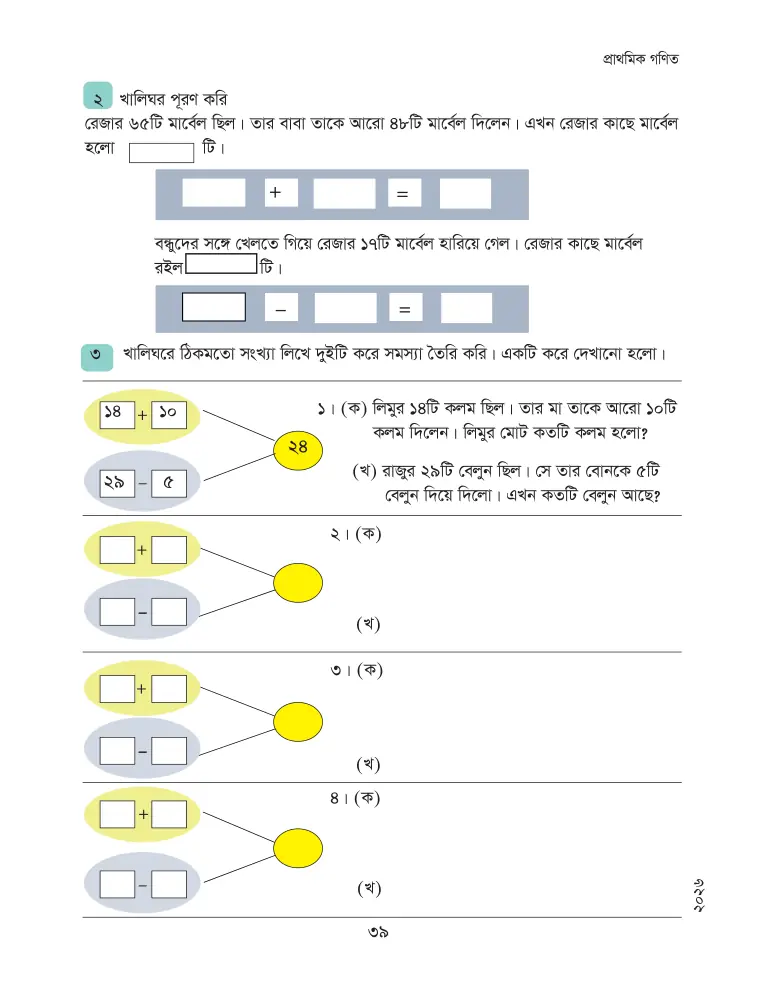 প্রাথমিক গণিত
২ খালিঘর পূরণ করি
রেজার ৬৫টি মার্বেল ছিল। তার বাবা তাকে আরো ৪৮টি মার্বেল দিলেন। এখন রেজার কাছে মার্বেল
হলো টি।
+ =
বন্ধুদের সঙ্গে খেলতে গিয়ে রেজার ১৭টি মার্বেল হারিয়ে গেল। রেজার কাছে মার্বেল
রইল টি।
– =
৩ খালিঘরে ঠিকমতো সংখ্যা লিখে দুইটি করে সমস্যা তৈরি করি। একটি করে দেখানো হলো।
১৪ + ১০
২৪
২৯ – ৫
১। (ক) লিমুর ১৪টি কলম ছিল। তার মা তাকে আরো ১০টি
কলম দিলেন। লিমুর মোট কতটি কলম হলো?
(খ) রাজুর ২৯টি বেলুন ছিল। সে তার বোনকে ৫টি
বেলুন দিয়ে দিলো। এখন কতটি বেলুন আছে?
+
–
২। (ক)
(খ)
+
–
৩। (ক)
(খ)
+
–
৪। (ক)
(খ)
২০২৬
৩৯